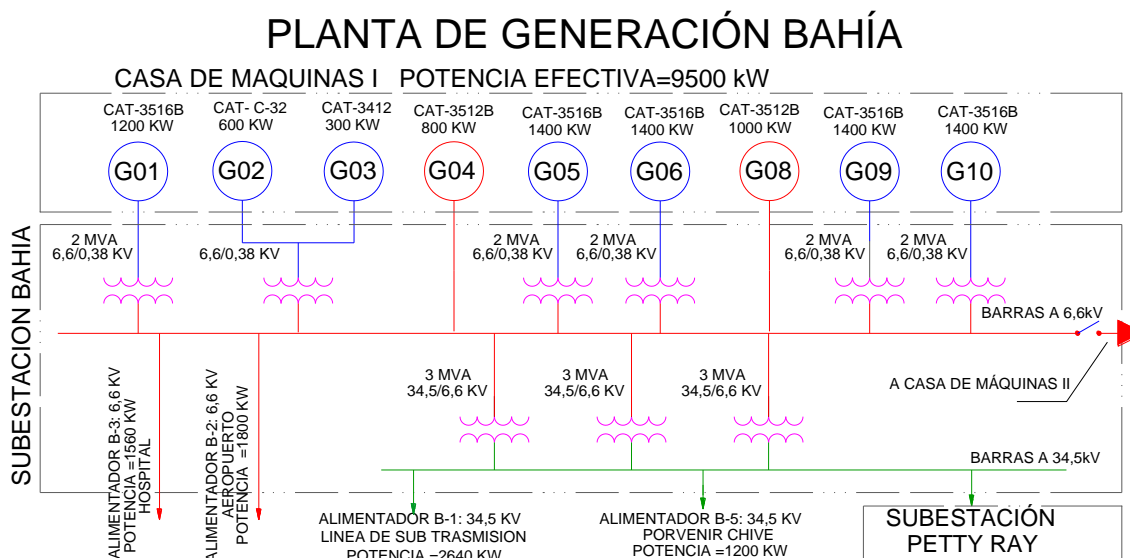 PLANTA DE GENERACIÓN BAHÍA
CASA DE MAQUINAS I POTENCIA EFECTIVA=9500 kW
CAT-3516B
1200 KW
CAT- C-32
600 KW
CAT-3412
300 KW
CAT-3512B
800 KW
CAT-3516B
1400 KW
CAT-3516B
1400 KW
CAT-3512B
1000 KW
CAT-3516B
1400 KW
CAT-3516B
1400 KW
G01
G02
G03
G04
G05
G06
G08
G09
G10
SUBESTACION BAHIA
2 MVA
6,6/0,38 KV
6,6/0,38 KV
2 MVA
6,6/0,38 KV
2 MVA
6,6/0,38 KV
2 MVA
6,6/0,38 KV
2 MVA
6,6/0,38 KV
BARRAS A 6,6kV
A CASA DE MÁQUINAS II
3 MVA
34,5/6,6 KV
3 MVA
34,5/6,6 KV
3 MVA
34,5/6,6 KV
BARRAS A 34,5kV
ALIMENTADOR B-3: 6,6 KV
POTENCIA =1560 KW
HOSPITAL
ALIMENTADOR B-2: 6,6 KV
AEROPUERTO
POTENCIA =1800 KW
ALIMENTADOR B-1: 34,5 KV
LINEA DE SUB TRASMISION
POTENCIA =2640 KW
ALIMENTADOR B-5: 34,5 KV
PORVENIR CHIVE
POTENCIA =1200 KW
SUBESTACIÓN
PETTY RAY